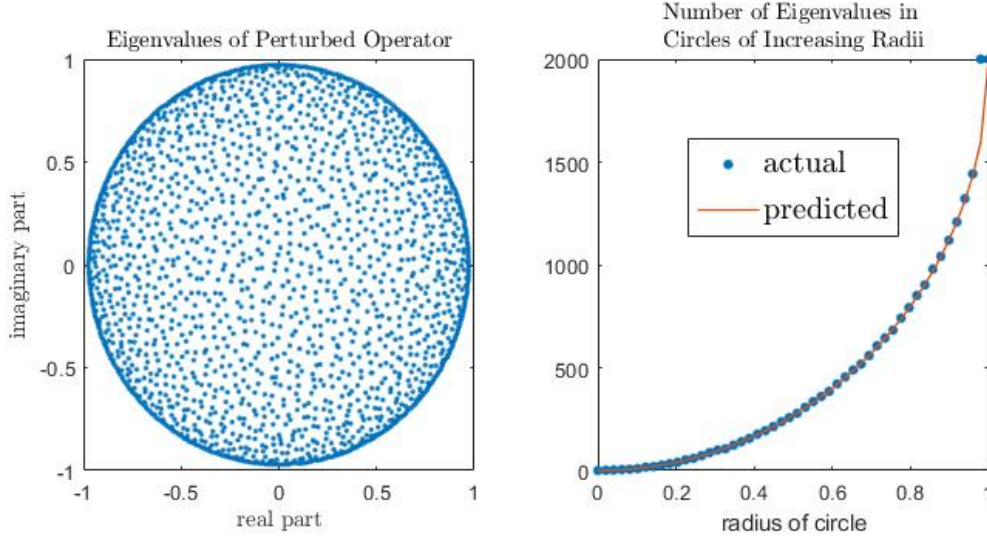 Eigenvalues of Perturbed Operator
1
0.5
0
-0.5
-1
-1
-0.5
0
0.5
1
imaginary part
real part
Number of Eigenvalues in
Circles of Increasing Radii
2000
1500
1000
500
0
0
0.2
0.4
0.6
0.8
1
actual
predicted
radius of circle